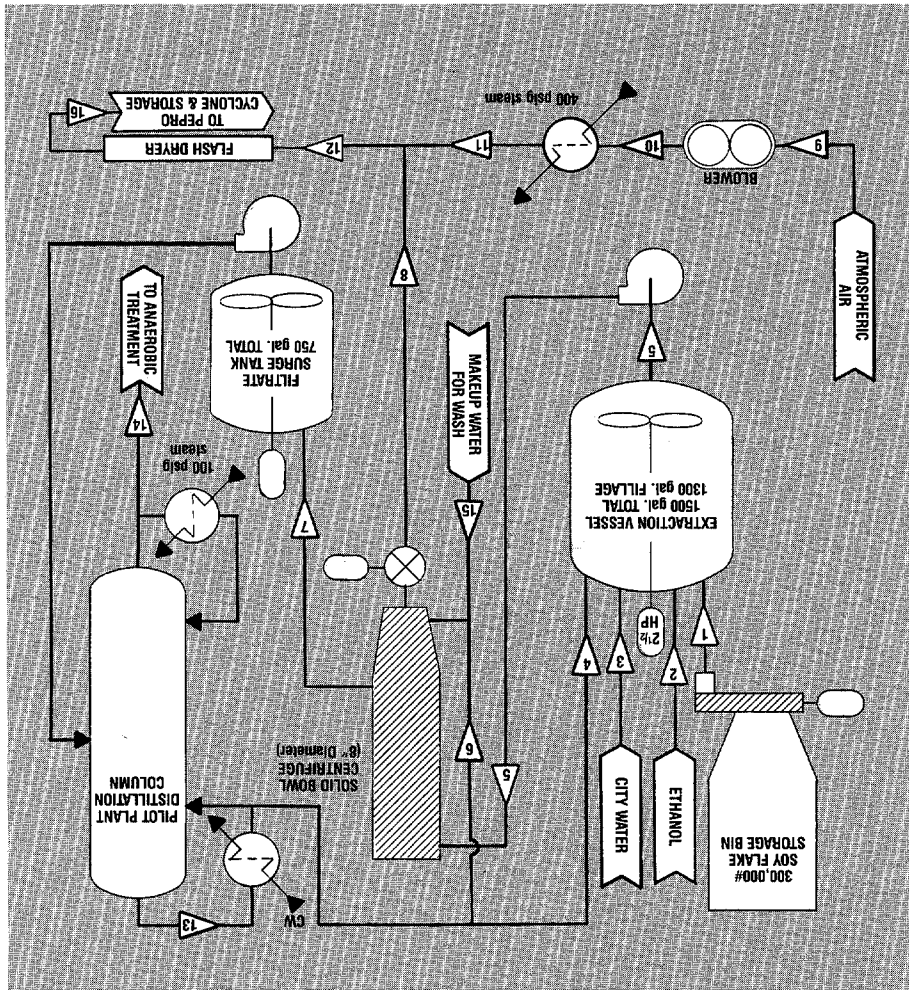 300,000#
SOY FLAKE
STORAGE BIN
ETHANOL
CITY WATER
CW
13
PILOT PLANT
DISTILLATION
COLUMN
SOLID BOWL
CENTRIFUGE
(8" Diameter)
5
6
1
2
2½
HP
3
4
EXTRACTION VESSEL
1500 gal. TOTAL
1300 gal. FILLAGE
5
15
MAKEUP WATER
FOR WASH
7
100 psig
steam
14
TO ANAEROBIC
TREATMENT
FILTRATE
SURGE TANK
750 gal. TOTAL
8
ATMOSPHERIC
AIR
9
BLOWER
10
400 psig steam
11
12
FLASH DRYER
16
TO PEPRO
CYCLONE & STORAGE